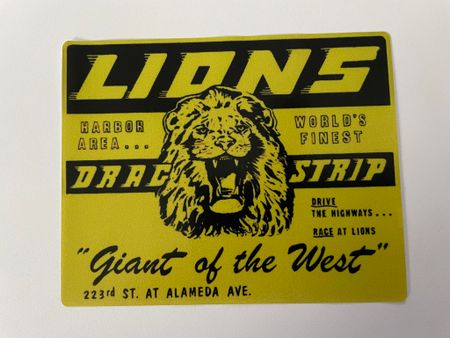 LIONS
HARBOR
AREA...
WORLD'S
FINEST
DRAG STRIP
DRIVE
THE HIGHWAYS...
RACE AT LIONS
"Giant of the West"
223rd ST. AT ALAMEDA AVE.